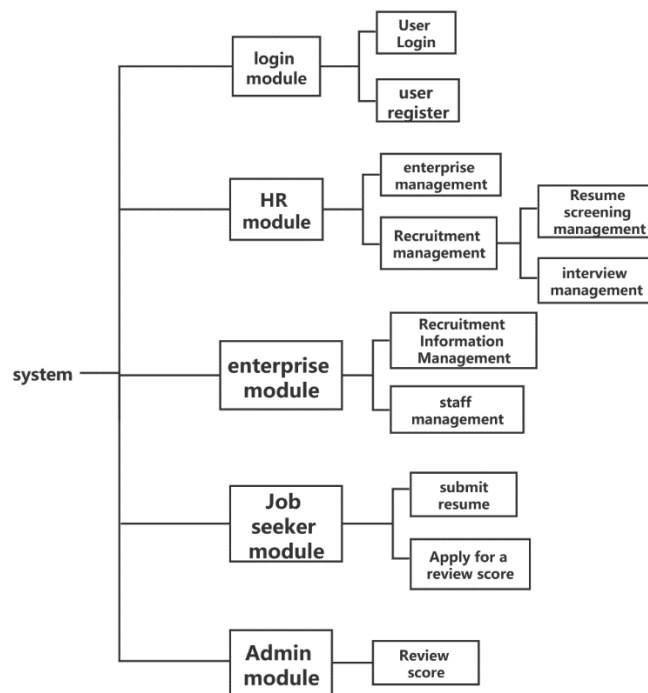 User
Login
login
module
user
register
enterprise
management
HR
module
Recruitment
management
Resume
screening
management
interview
management
Recruitment
Information
Management
system
enterprise
module
staff
management
submit
resume
Job
seeker
module
Apply for a
review score
Admin
module
Review
score